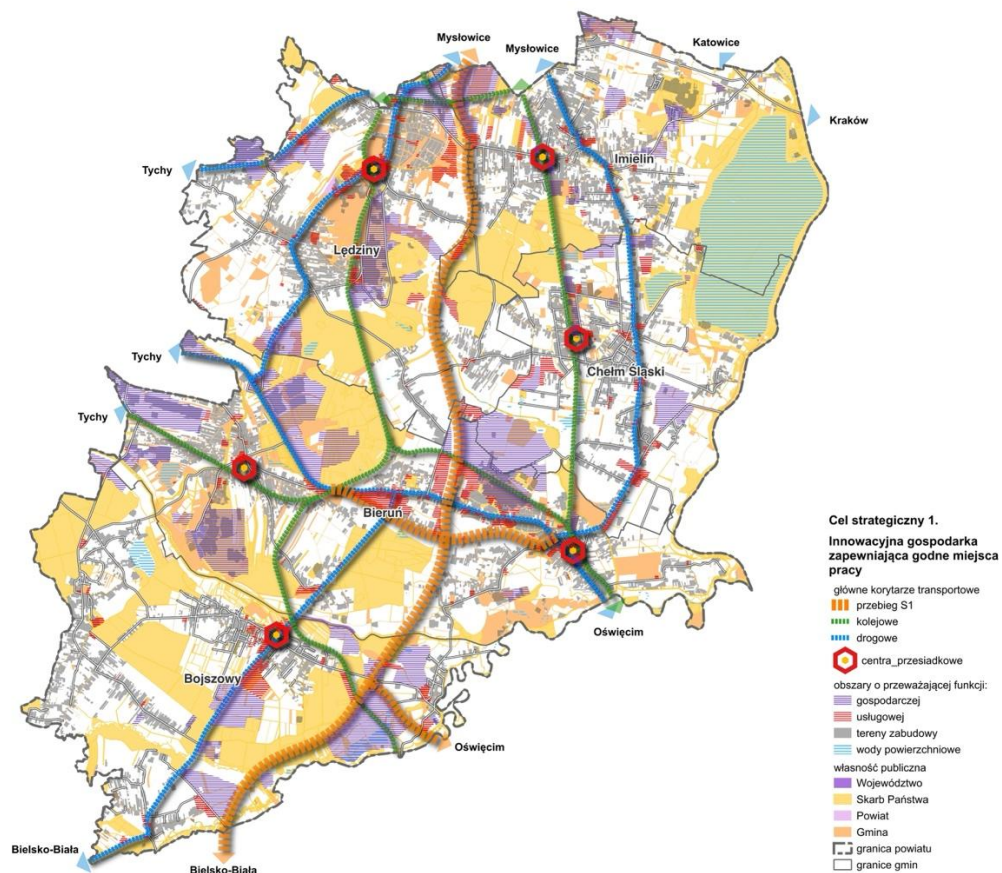 Mysłowice
Mysłowice
Katowice
Kraków
Imielin
Tychy
Lędziny
Tychy
Chełm Śląski
Tychy
Bieruń
Oświęcim
Bojszowy
Oświęcim
Bielsko-Biała
Bielsko-Biała
Cel strategiczny 1.
Innowacyjna gospodarka
zapewniająca godne miejsca
pracy
główne korytarze transportowe
przebieg S1
kolejowe
drogowe
centra_przesiadkowe
obszary o przeważającej funkcji:
gospodarczej
usługowej
tereny zabudowy
wody powierzchniowe
własność publiczna
Województwo
Skarb Państwa
Powiat
Gmina
granica powiatu
granice gmin